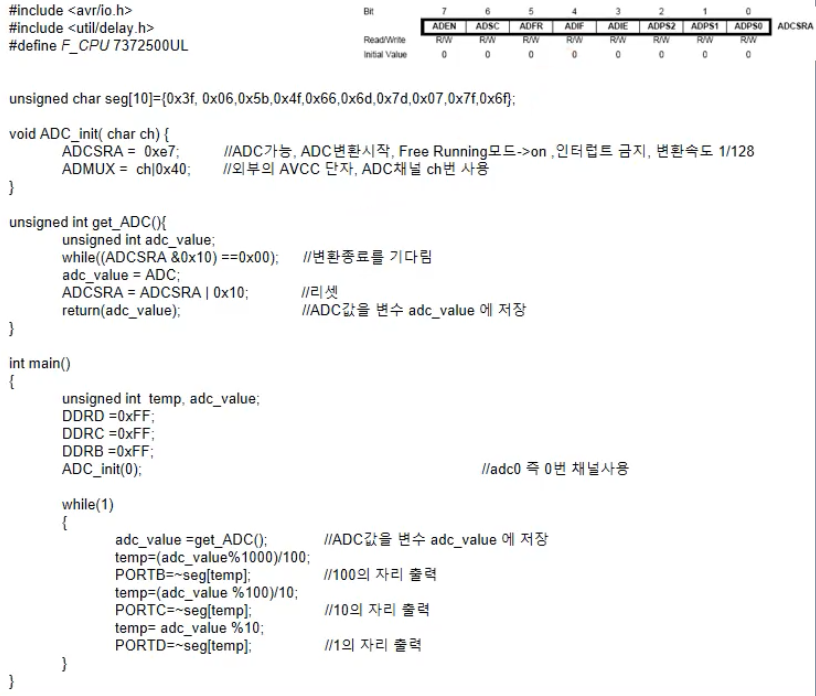 #include <avr/io.h>
#include <util/delay.h>
#define F_CPU 7372500UL
Bit 7 6 5 4 3 2 1 0
ADEN ADSC ADFR ADIF ADIE ADPS2 ADPS1 ADPS0 ADCSRA
Read/Write R/W R/W R/W R/W R/W R/W R/W R/W
Initial Value 0 0 0 0 0 0 0 0
unsigned char seg[10]={0x3f, 0x06,0x5b,0x4f,0x66,0x6d,0x7d,0x07,0x7f,0x6f};
void ADC_init( char ch) {
ADCSRA = 0xe7; //ADC가능, ADC변환시작, Free Running모드->on ,인터럽트 금지, 변환속도 1/128
ADMUX = ch|0x40; //외부의 AVCC 단자, ADC채널 ch번 사용
}
unsigned int get_ADC(){
unsigned int adc_value;
while((ADCSRA &0x10) ==0x00); //변환종료를 기다림
adc_value = ADC;
ADCSRA = ADCSRA | 0x10; //리셋
return(adc_value); //ADC값을 변수 adc_value 에 저장
}
int main()
{
unsigned int temp, adc_value;
DDRD =0xFF;
DDRC =0xFF;
DDRB =0xFF;
ADC_init(0); //adc0 즉 0번 채널사용
while(1)
{
adc_value =get_ADC(); //ADC값을 변수 adc_value 에 저장
temp=(adc_value%1000)/100;
PORTB=~seg[temp]; //100의 자리 출력
temp=(adc_value %100)/10;
PORTC=~seg[temp]; //10의 자리 출력
temp= adc_value %10;
PORTD=~seg[temp]; //1의 자리 출력
}
}